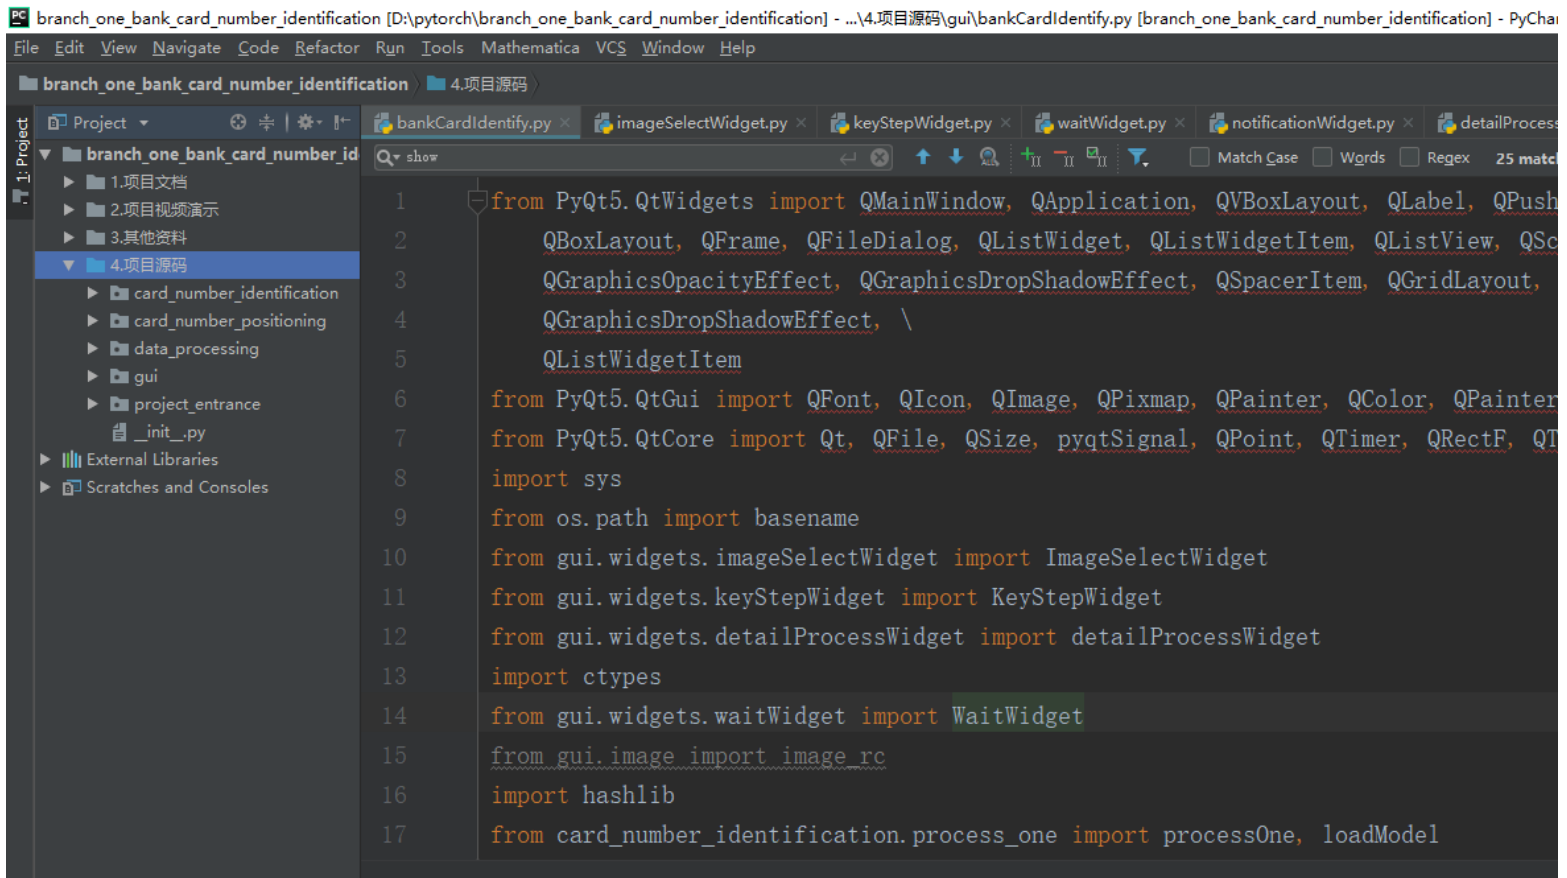 PC branch_one_bank_card_number_identification [D:\pytorch\branch_one_bank_card_number_identification] - ...\4.项目源码\gui\bankCardIdentify.py [branch_one_bank_card_number_identification] - PyChar
File Edit View Navigate Code Refactor Run Tools Mathematica VCS Window Help
branch_one_bank_card_number_identification 4.项目源码
1: Project
Project
bankCardIdentify.py imageSelectWidget.py keyStepWidget.py waitWidget.py notificationWidget.py detailProcess
show Match Case Words Regex 25 match
branch_one_bank_card_number_id
1.项目文档
2.项目视频演示
3.其他资料
4.项目源码
card_number_identification
card_number_positioning
data_processing
gui
project_entrance
__init__.py
External Libraries
Scratches and Consoles
1 from PyQt5.QtWidgets import QMainWindow, QApplication, QVBoxLayout, QLabel, QPush
2 QBoxLayout, QFrame, QFileDialog, QListWidget, QListWidgetItem, QListView, QSc
3 QGraphicsOpacityEffect, QGraphicsDropShadowEffect, QSpacerItem, QGridLayout,
4 QGraphicsDropShadowEffect, \
5 QListWidgetItem
6 from PyQt5.QtGui import QFont, QIcon, QImage, QPixmap, QPainter, QColor, QPainter
7 from PyQt5.QtCore import Qt, QFile, QSize, pyqtSignal, QPoint, QTimer, QRectF, QT
8 import sys
9 from os.path import basename
10 from gui.widgets.imageSelectWidget import ImageSelectWidget
11 from gui.widgets.keyStepWidget import KeyStepWidget
12 from gui.widgets.detailProcessWidget import detailProcessWidget
13 import ctypes
14 from gui.widgets.waitWidget import WaitWidget
15 from gui.image import image_rc
16 import hashlib
17 from card_number_identification.process_one import processOne, loadModel